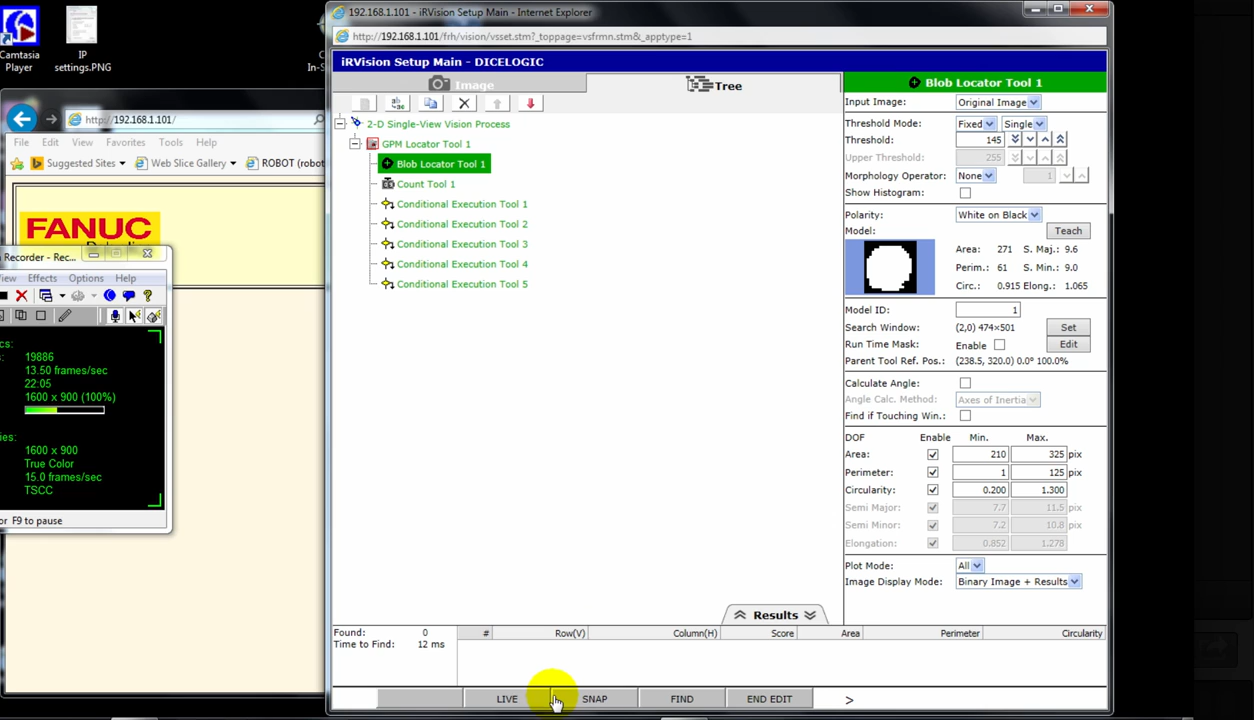 Camtasia
Player
IP
settings.PNG
192.168.1.101 - iRVision Setup Main - Internet Explorer
http://192.168.1.101/frh/vision/vsset.stm?_toppage=vsfrmn.stm&_apptype=1
iRVision Setup Main - DICELOGIC
Image
Tree
2-D Single-View Vision Process
GPM Locator Tool 1
Blob Locator Tool 1
Count Tool 1
Conditional Execution Tool 1
Conditional Execution Tool 2
Conditional Execution Tool 3
Conditional Execution Tool 4
Conditional Execution Tool 5
Results
Found: 0
Time to Find: 12 ms
# Row(V) Column(H) Score Area Perimeter Circularity
LIVE SNAP FIND END EDIT >
Blob Locator Tool 1
Input Image: Original Image
Threshold Mode: Fixed Single
Threshold: 145
Upper Threshold: 255
Morphology Operator: None 1
Show Histogram:
Polarity: White on Black
Model: Teach
Area: 271 S. Maj.: 9.6
Perim.: 61 S. Min.: 9.0
Circ.: 0.915 Elong.: 1.065
Model ID: 1
Search Window: (2,0) 474×501 Set
Run Time Mask: Enable Edit
Parent Tool Ref. Pos.: (238.5, 320.0) 0.0° 100.0%
Calculate Angle:
Angle Calc. Method: Axes of Inertia
Find if Touching Win.:
DOF Enable Min. Max.
Area: 210 325 pix
Perimeter: 1 125 pix
Circularity: 0.200 1.300
Semi Major: 7.7 11.5 pix
Semi Minor: 7.2 10.8 pix
Elongation: 0.852 1.278
Plot Mode: All
Image Display Mode: Binary Image + Results
http://192.168.1.101/
File Edit View Favorites Tools Help
Suggested Sites Web Slice Gallery ROBOT (robot
FANUC
Recorder - Rec...
View Effects Options Help
19886
13.50 frames/sec
22:05
1600 x 900 (100%)
1600 x 900
True Color
15.0 frames/sec
TSCC
or F9 to pause